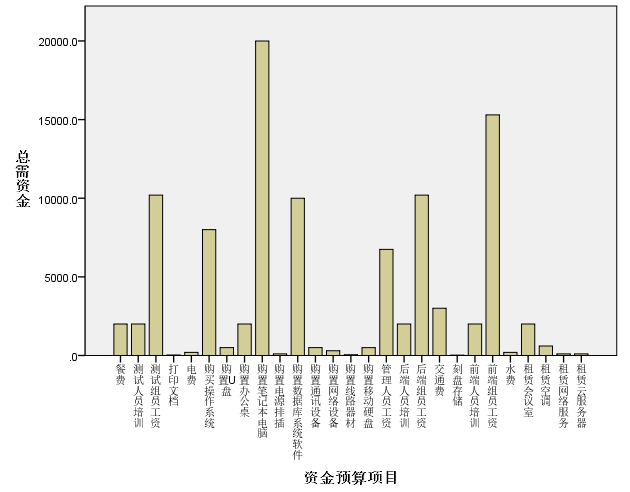 20000.0
15000.0
10000.0
5000.0
.0
总需资金
餐费
测试人员培训
测试组员工资
打印文档
电费
购买操作系统
购置U盘
购置办公桌
购置笔记本电脑
购置电源排插
购置数据库系统软件
购置通讯设备
购置网络设备
购置线路器材
购置移动硬盘
管理人员工资
后端人员培训
后端组员工资
交通费
刻盘存储
前端人员培训
前端组员工资
水费
租赁会议室
租赁空调
租赁网络服务
租赁云服务器
资金预算项目